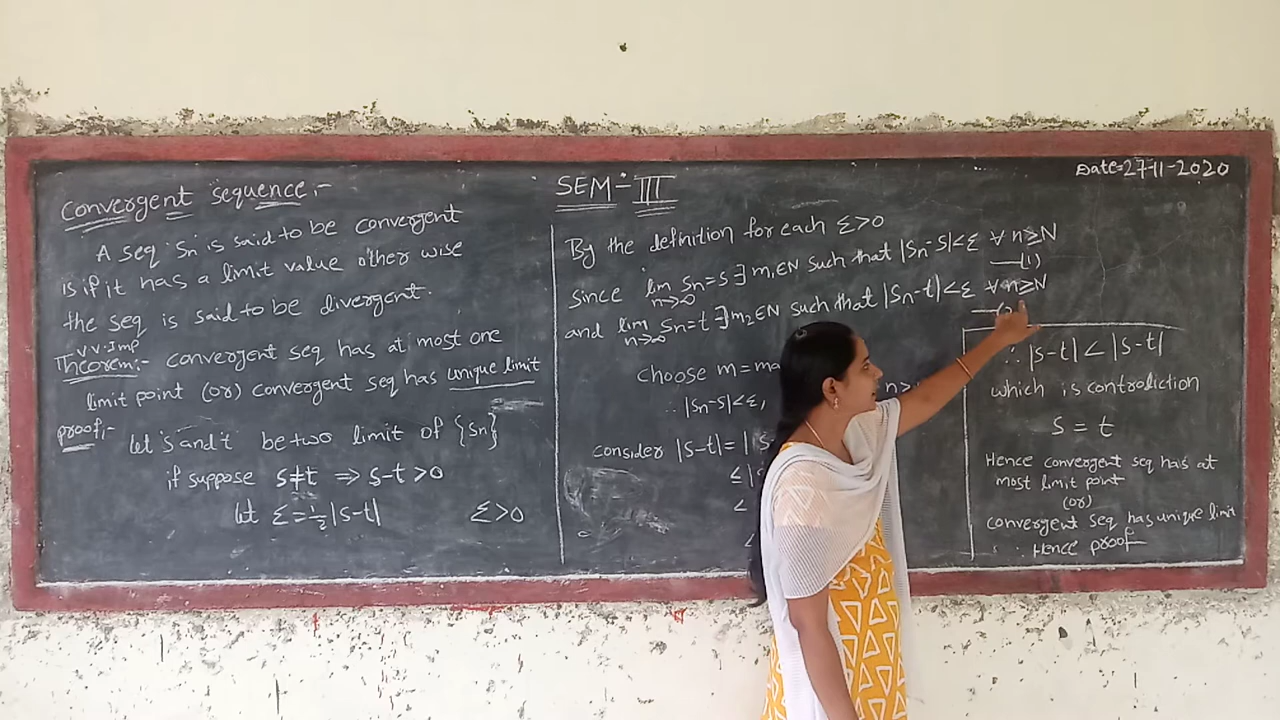 Convergent sequence:-
A seq Sn is said to be convergent
is if it has a limit value other wise
the seq is said to be divergent.
V.V.Imp
Theorem:- convergent seq has at most one
limit point (or) convergent seq has unique limit
proof:- let 's and t' be two limit of {Sn}
if suppose s≠t ⇒ s-t >0
let Ɛ=1/2|s-t| Ɛ>0
SEM-III
By the definition for each Ɛ>0
Since lim Sn=s ∃ m1∈N such that |Sn-s|<Ɛ ∀ n≥N
n→∞ —(1)
and lim Sn=t ∃ m2∈N such that |Sn-t|<Ɛ ∀ n≥N
n→∞
Choose m=
∴ |Sn-s|<Ɛ,
consider |s-t|=
≤
<
<
Date=27-11-2020
∴ |s-t| < |s-t|
which is controdiction
s = t
Hence convergent seq has at
most limit point
(or)
convergent seq has unique limit
∴ Hence proof